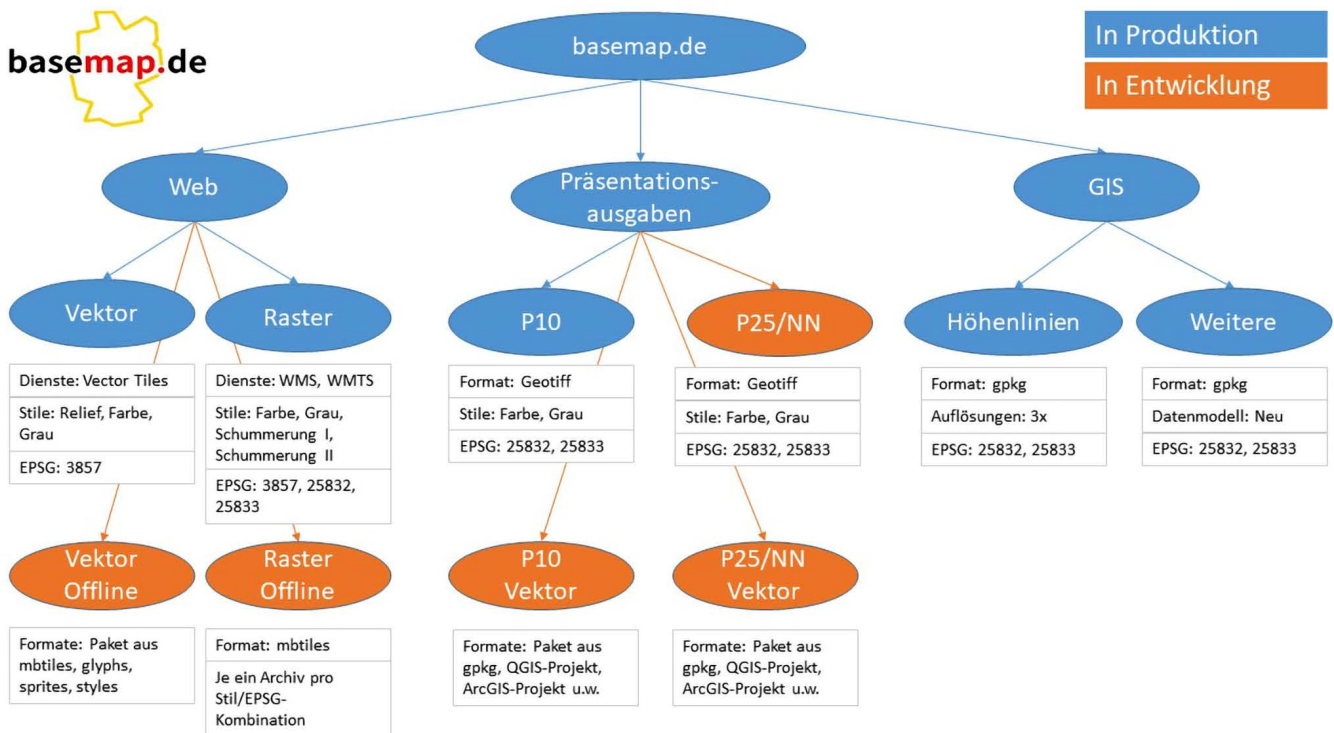 basemap.de
basemap.de
In Produktion
In Entwicklung
Web
Präsentations-
ausgaben
GIS
Vektor
Raster
P10
P25/NN
Höhenlinien
Weitere
Dienste: Vector Tiles
Stile: Relief, Farbe,
Grau
EPSG: 3857
Dienste: WMS, WMTS
Stile: Farbe, Grau,
Schummerung I,
Schummerung II
EPSG: 3857, 25832,
25833
Format: Geotiff
Stile: Farbe, Grau
EPSG: 25832, 25833
Format: Geotiff
Stile: Farbe, Grau
EPSG: 25832, 25833
Format: gpkg
Auflösungen: 3x
EPSG: 25832, 25833
Format: gpkg
Datenmodell: Neu
EPSG: 25832, 25833
Vektor
Offline
Raster
Offline
P10
Vektor
P25/NN
Vektor
Formate: Paket aus
mbtiles, glyphs,
sprites, styles
Format: mbtiles
Je ein Archiv pro
Stil/EPSG-
Kombination
Formate: Paket aus
gpkg, QGIS-Projekt,
ArcGIS-Projekt u.w.
Formate: Paket aus
gpkg, QGIS-Projekt,
ArcGIS-Projekt u.w.